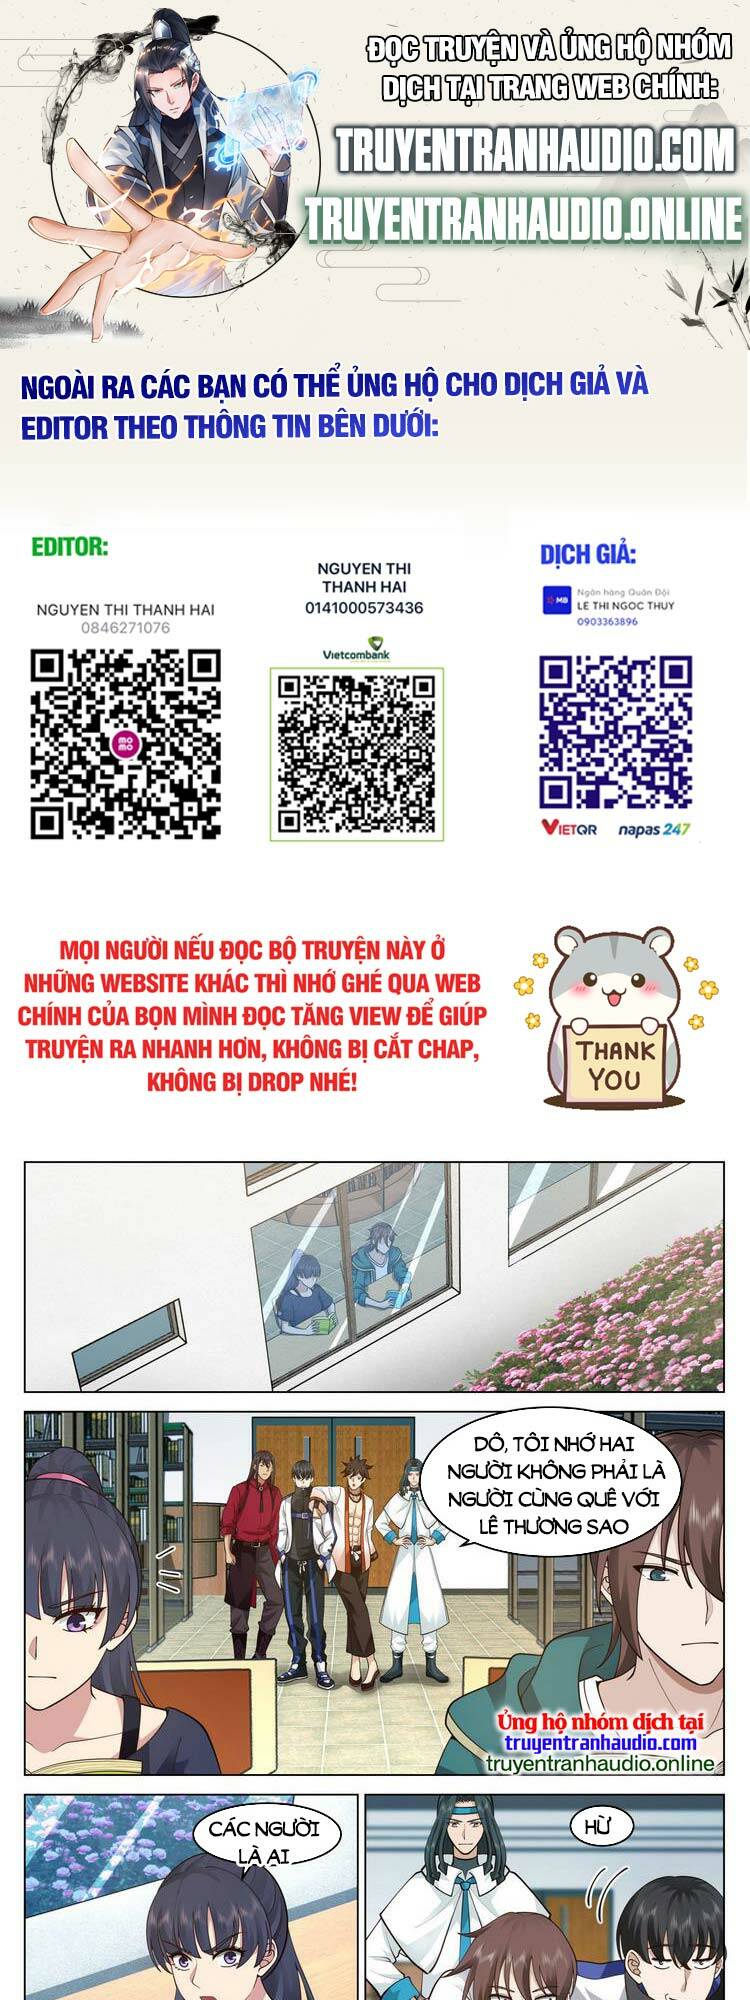 ĐỌC TRUYỆN VÀ ỦNG HỘ NHÓM
DỊCH TẠI TRANG WEB CHÍNH:
TRUYENTRANHAUDIO.COM
TRUYENTRANHAUDIO.ONLINE
NGOÀI RA CÁC BẠN CÓ THỂ ỦNG HỘ CHO DỊCH GIẢ VÀ
EDITOR THEO THÔNG TIN BÊN DƯỚI:
EDITOR:
NGUYEN THI THANH HAI
0846271076
mo
mo
NGUYEN THI
THANH HAI
0141000573436
Vietcombank
DỊCH GIẢ:
MB
Ngân hàng Quân Đội
LE THI NGOC THUY
0903363896
VIETQR napas 247
MỌI NGƯỜI NẾU ĐỌC BỘ TRUYỆN NÀY Ở
NHỮNG WEBSITE KHÁC THÌ NHỚ GHÉ QUA WEB
CHÍNH CỦA BỌN MÌNH ĐỌC TĂNG VIEW ĐỂ GIÚP
TRUYỆN RA NHANH HƠN, KHÔNG BỊ CẮT CHAP,
KHÔNG BỊ DROP NHÉ!
THANK
YOU
DÔ, TÔI NHỚ HAI
NGƯỜI KHÔNG PHẢI LÀ
NGƯỜI CÙNG QUÊ VỚI
LÊ THƯƠNG SAO
Ủng hộ nhóm dịch tại
truyentranhaudio.com
truyentranhaudio.online
CÁC NGƯỜI
LÀ AI
HỪ